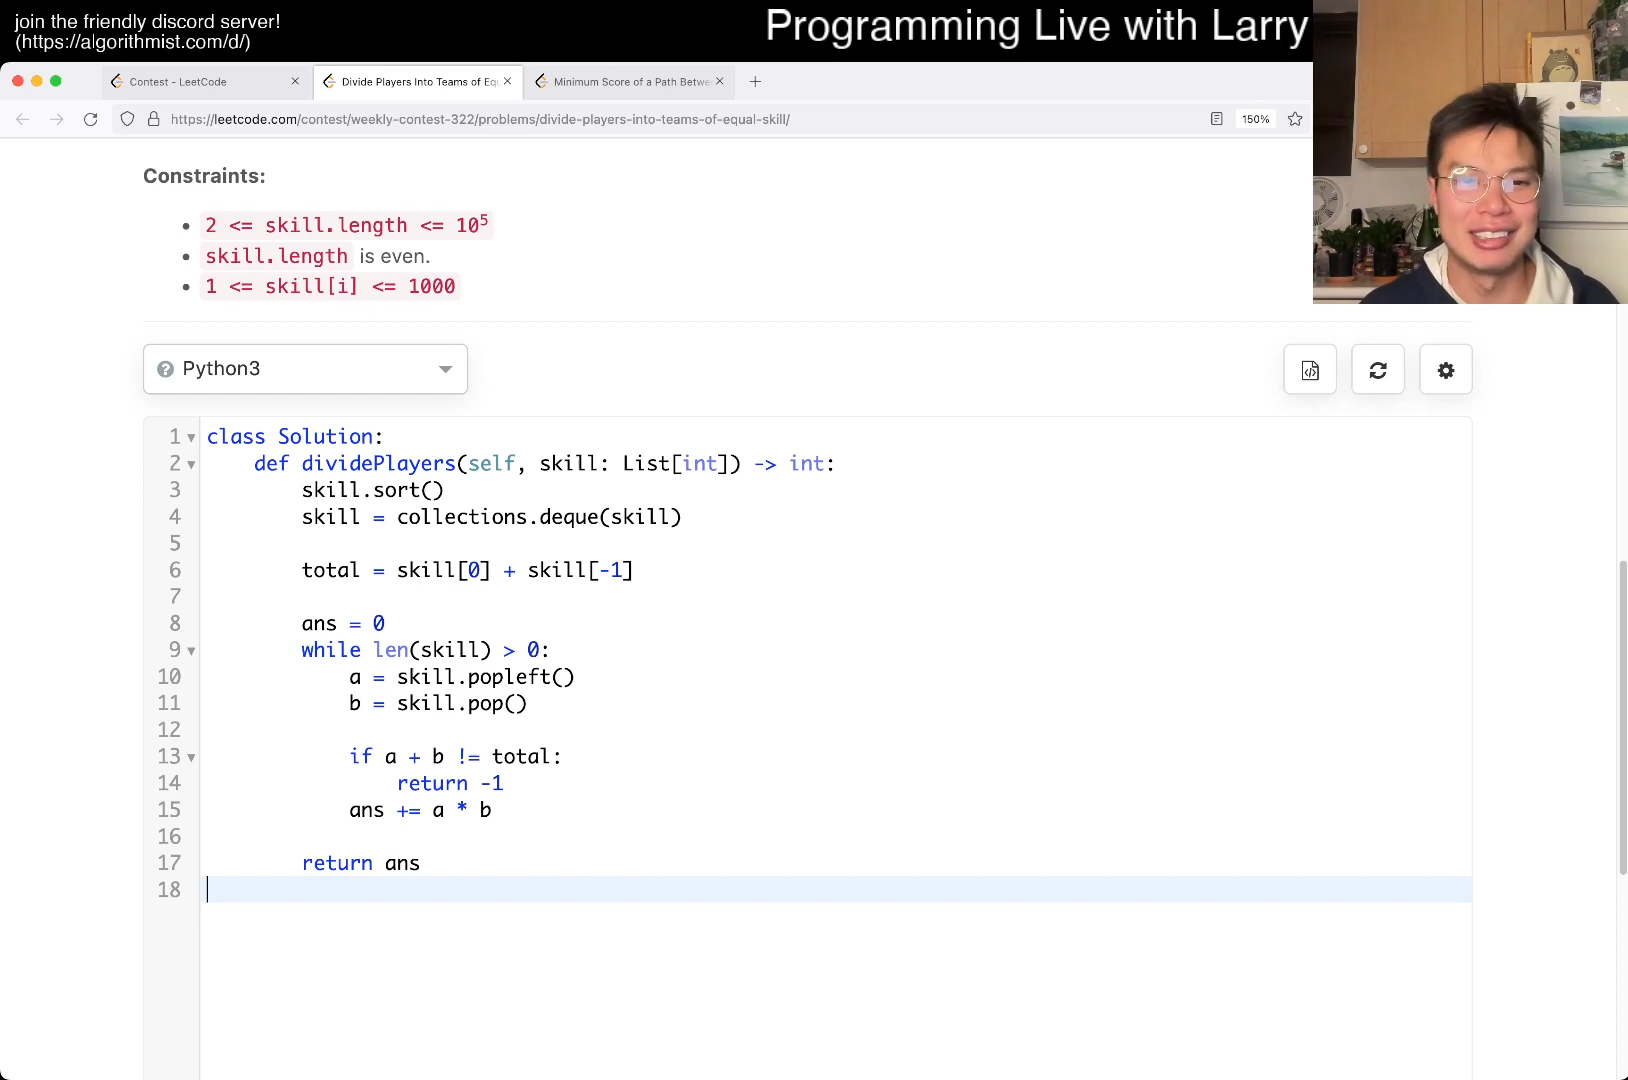 join the friendly discord server!
(https://algorithmist.com/d/)
Programming Live with Larry
Contest - LeetCode
Divide Players Into Teams of Equ
Minimum Score of a Path Betwe
https://leetcode.com/contest/weekly-contest-322/problems/divide-players-into-teams-of-equal-skill/
150%
Constraints:
2 <= skill.length <= 10⁵
skill.length is even.
1 <= skill[i] <= 1000
Python3
1 class Solution:
2 def dividePlayers(self, skill: List[int]) -> int:
3 skill.sort()
4 skill = collections.deque(skill)
5
6 total = skill[0] + skill[-1]
7
8 ans = 0
9 while len(skill) > 0:
10 a = skill.popleft()
11 b = skill.pop()
12
13 if a + b != total:
14 return -1
15 ans += a * b
16
17 return ans
18